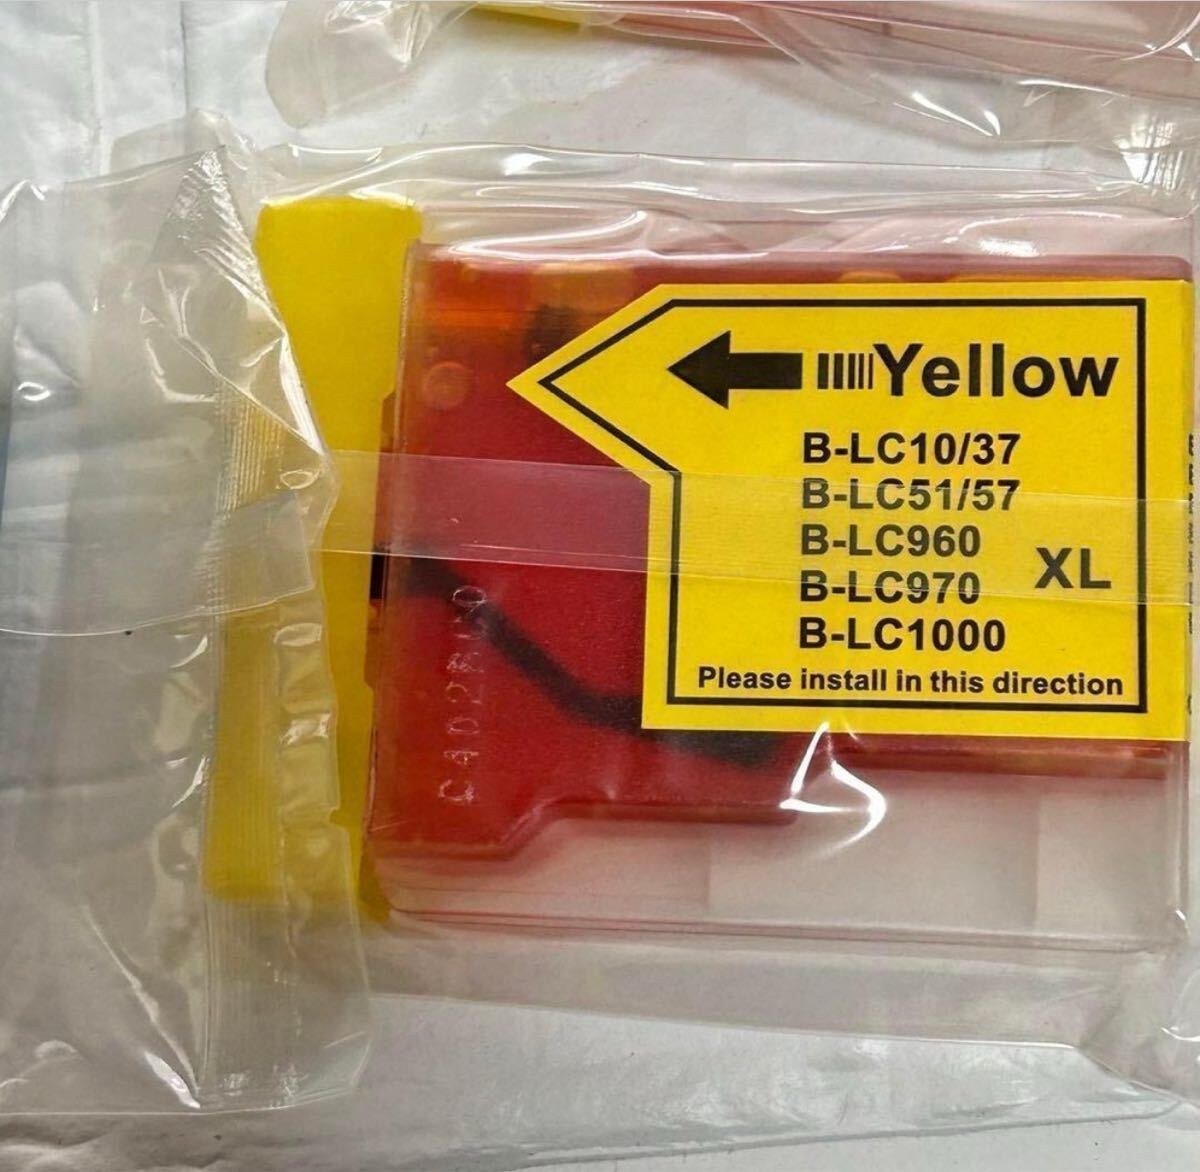 Yellow
B-LC10/37
B-LC51/57
B-LC960
B-LC970
B-LC1000
XL
Please install in this direction